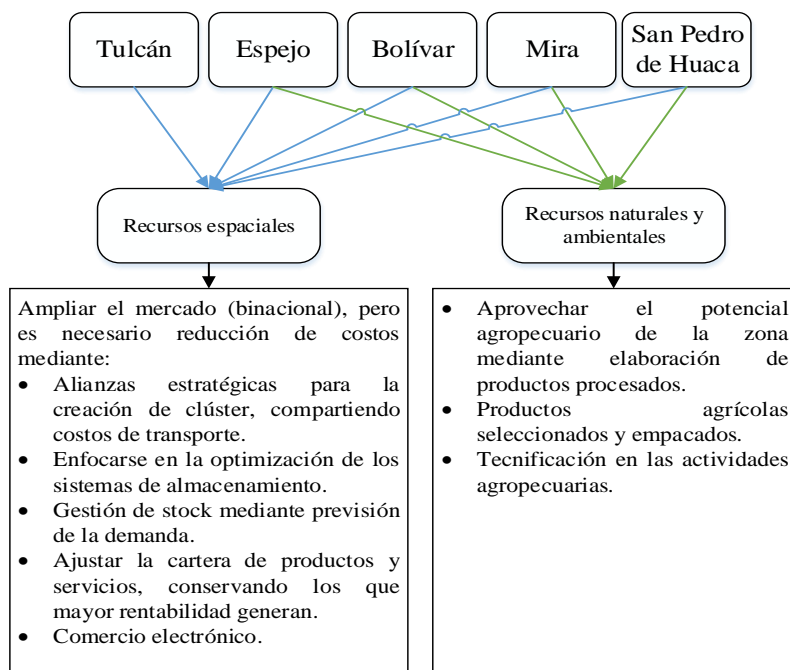 Tulcán
Espejo
Bolívar
Mira
San Pedro
de Huaca
Recursos espaciales
Recursos naturales y
ambientales
Ampliar el mercado (binacional), pero
es necesario reducción de costos
mediante:
• Alianzas estratégicas para la
creación de clúster, compartiendo
costos de transporte.
• Enfocarse en la optimización de los
sistemas de almacenamiento.
• Gestión de stock mediante previsión
de la demanda.
• Ajustar la cartera de productos y
servicios, conservando los que
mayor rentabilidad generan.
• Comercio electrónico.
• Aprovechar el potencial
agropecuario de la zona
mediante elaboración de
productos procesados.
• Productos agrícolas
seleccionados y empacados.
• Tecnificación en las actividades
agropecuarias.